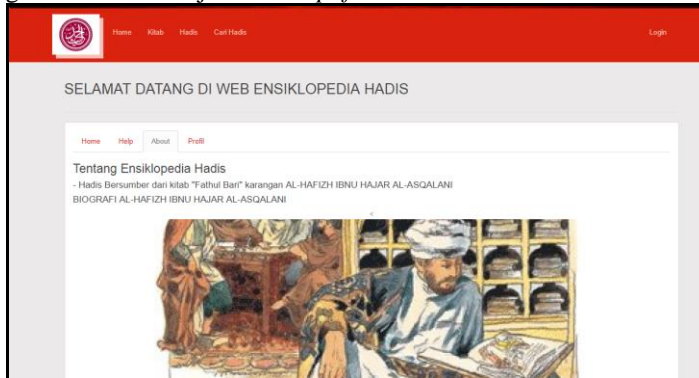 Home Kitab Hadis Cari Hadis Login
SELAMAT DATANG DI WEB ENSIKLOPEDIA HADIS
Home Help About Profil
Tentang Ensiklopedia Hadis
- Hadis Bersumber dari kitab "Fathul Bari" karangan AL-HAFIZH IBNU HAJAR AL-ASQALANI
BIOGRAFI AL-HAFIZH IBNU HAJAR AL-ASQALANI